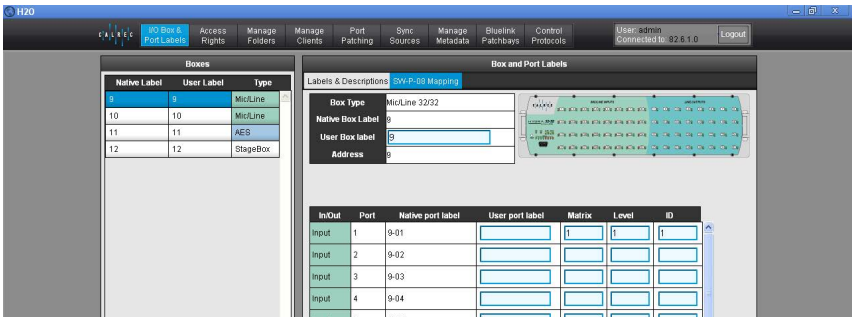 H2O
CALREC
I/O Box & Port Labels
Access Rights
Manage Folders
Manage Clients
Port Patching
Sync Sources
Manage Metadata
Bluelink Patchbays
Control Protocols
User: admin
Connected to: 82.6.1.0
Logout
Boxes
Native Label User Label Type
9 9 Mic/Line
10 10 Mic/Line
11 11 AES
12 12 StageBox
Box and Port Labels
Labels & Descriptions SW-P-08 Mapping
Box Type Mic/Line 32/32
Native Box Label 9
User Box label 9
Address 9
In/Out Port Native port label User port label Matrix Level ID
Input 1 9-01 1 1 1
Input 2 9-02
Input 3 9-03
Input 4 9-04